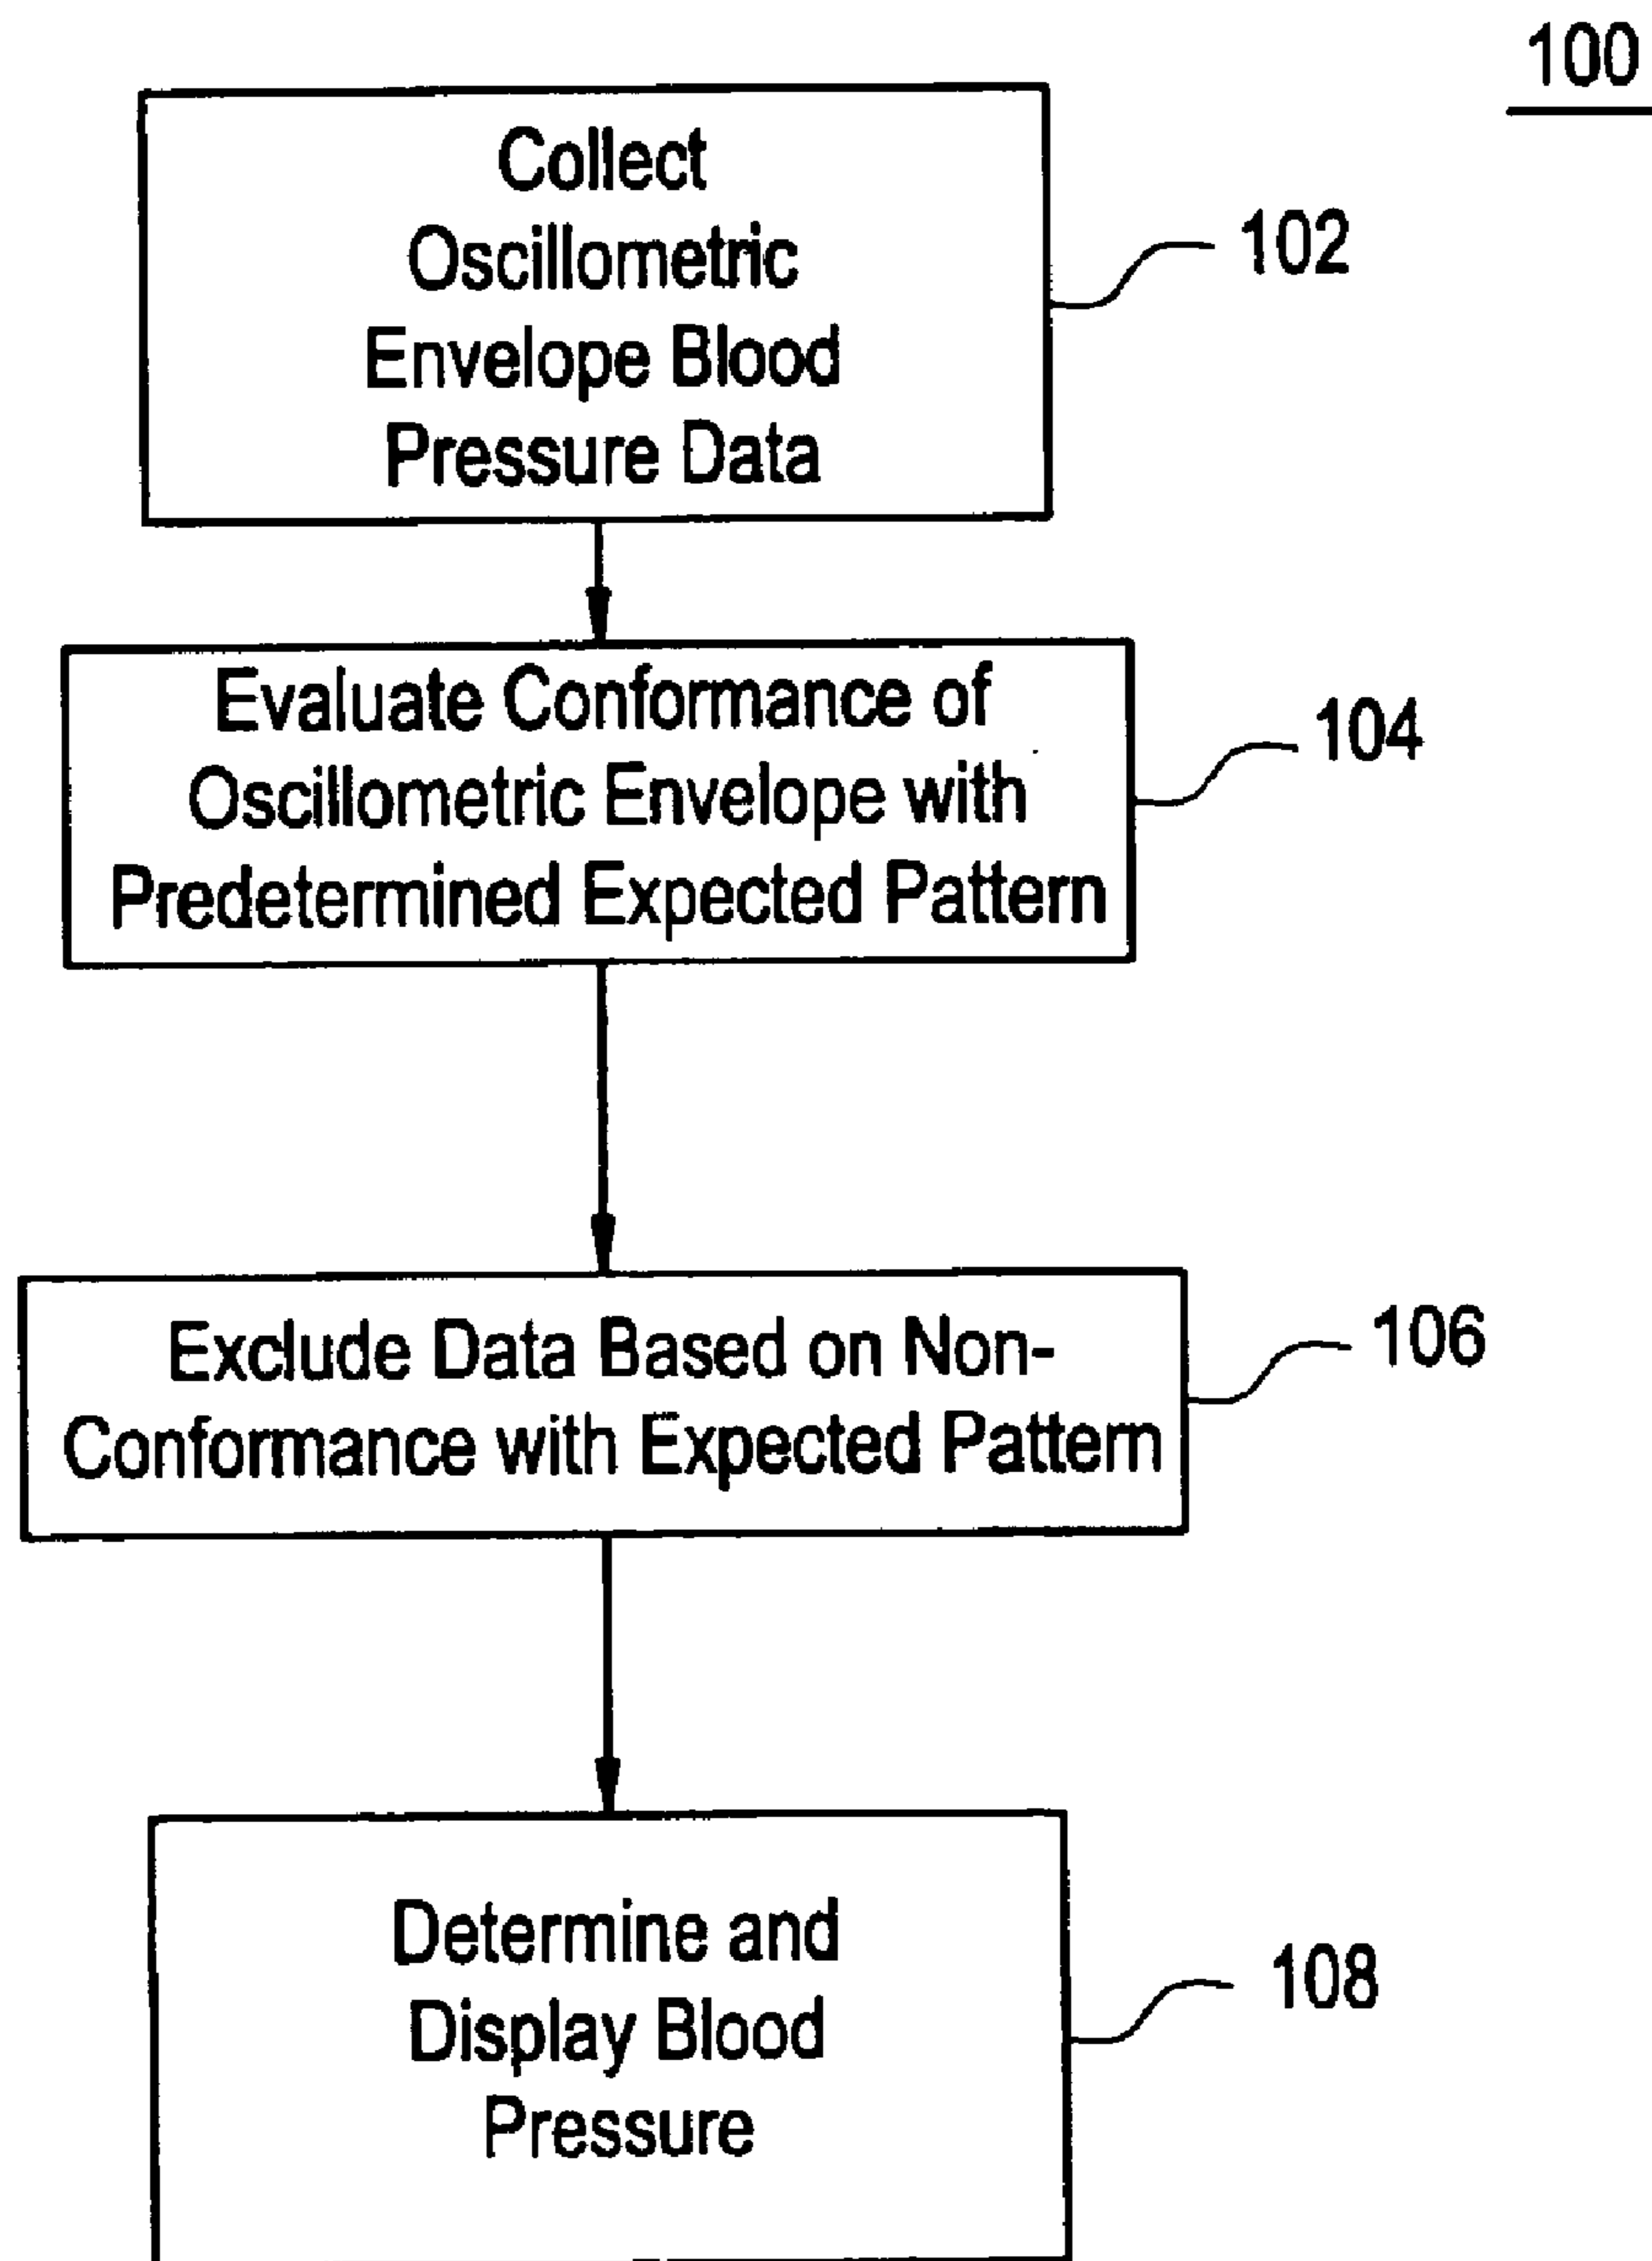 100
Collect
Oscillometric
Envelope Blood
Pressure Data
102
Evaluate Conformance of
Oscillometric Envelope with
Predetermined Expected Pattern
104
Exclude Data Based on Non-
Conformance with Expected Pattern
106
Determine and
Display Blood
Pressure
108